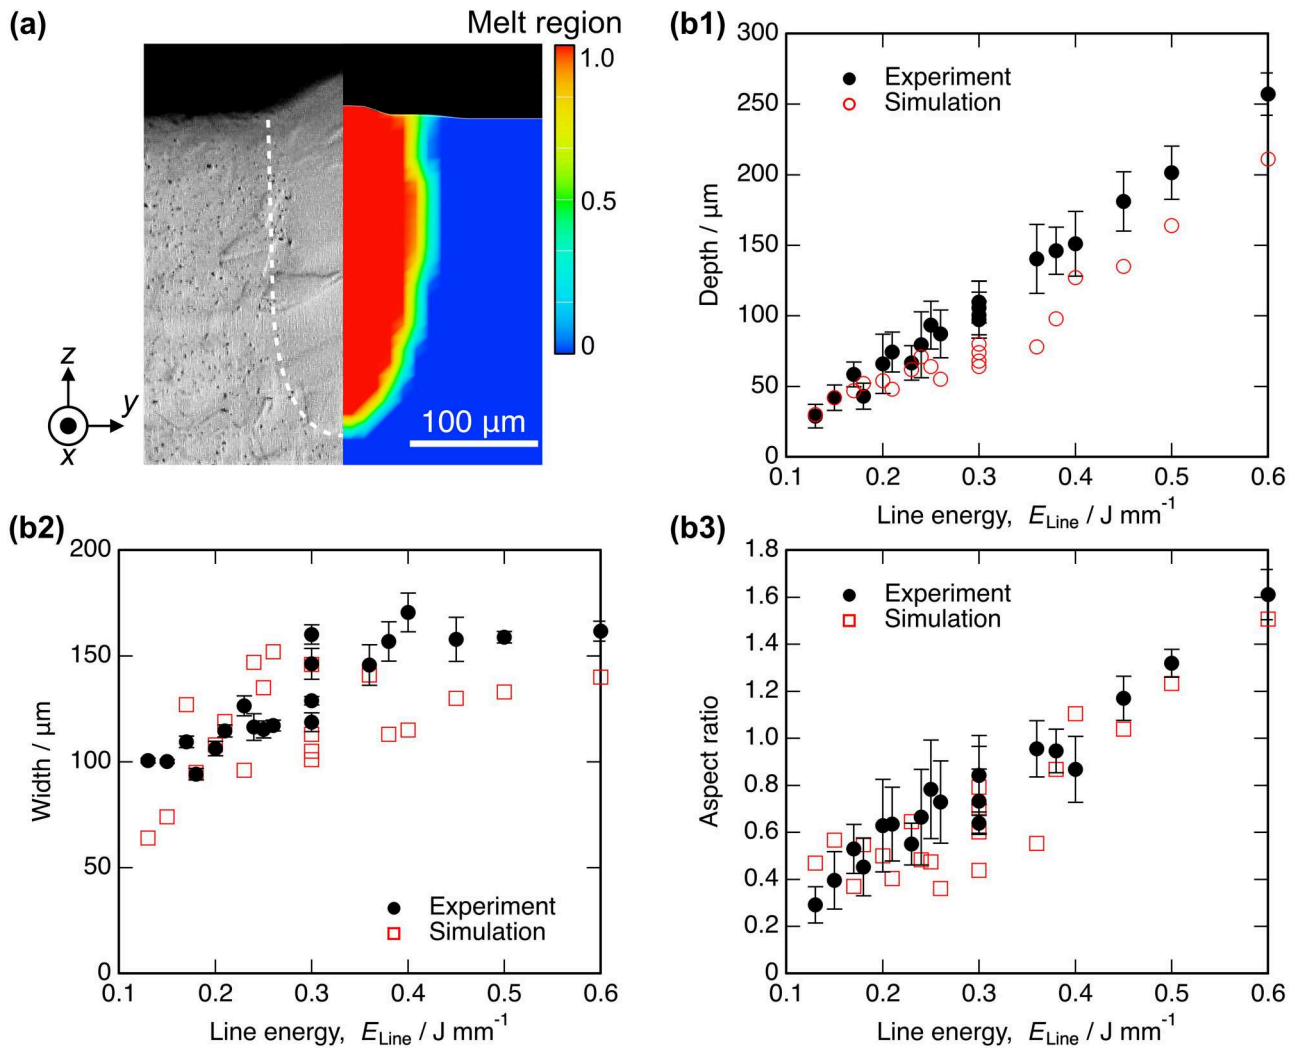 (a)
Melt region
1.0
0.5
0
z
y
x
100 µm
(b1)
300
250
200
150
100
50
0
Depth / µm
Experiment
Simulation
0.1 0.2 0.3 0.4 0.5 0.6
Line energy, E_Line / J mm⁻¹
(b2)
200
150
100
50
0
Width / µm
Experiment
Simulation
0.1 0.2 0.3 0.4 0.5 0.6
Line energy, E_Line / J mm⁻¹
(b3)
1.8
1.6
1.4
1.2
1.0
0.8
0.6
0.4
0.2
0
Aspect ratio
Experiment
Simulation
0.1 0.2 0.3 0.4 0.5 0.6
Line energy, E_Line / J mm⁻¹